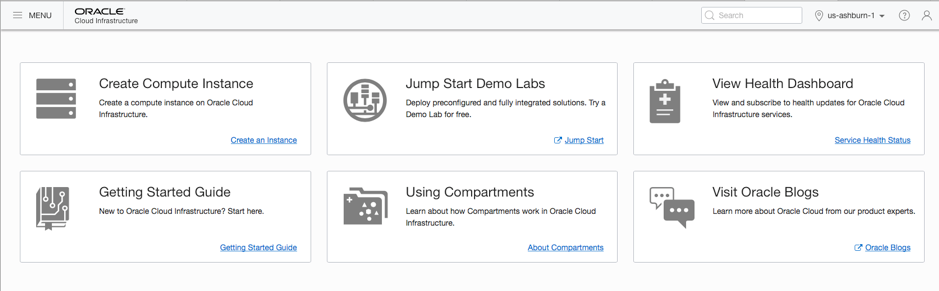 MENU
ORACLE
Cloud Infrastructure
Search
us-ashburn-1
?
Create Compute Instance
Create a compute instance on Oracle Cloud
Infrastructure.
Create an Instance
Jump Start Demo Labs
Deploy preconfigured and fully integrated solutions. Try a
Demo Lab for free.
Jump Start
View Health Dashboard
View and subscribe to health updates for Oracle Cloud
Infrastructure services.
Service Health Status
Getting Started Guide
New to Oracle Cloud Infrastructure? Start here.
Getting Started Guide
Using Compartments
Learn about how Compartments work in Oracle Cloud
Infrastructure.
About Compartments
Visit Oracle Blogs
Learn more about Oracle Cloud from our product experts.
Oracle Blogs